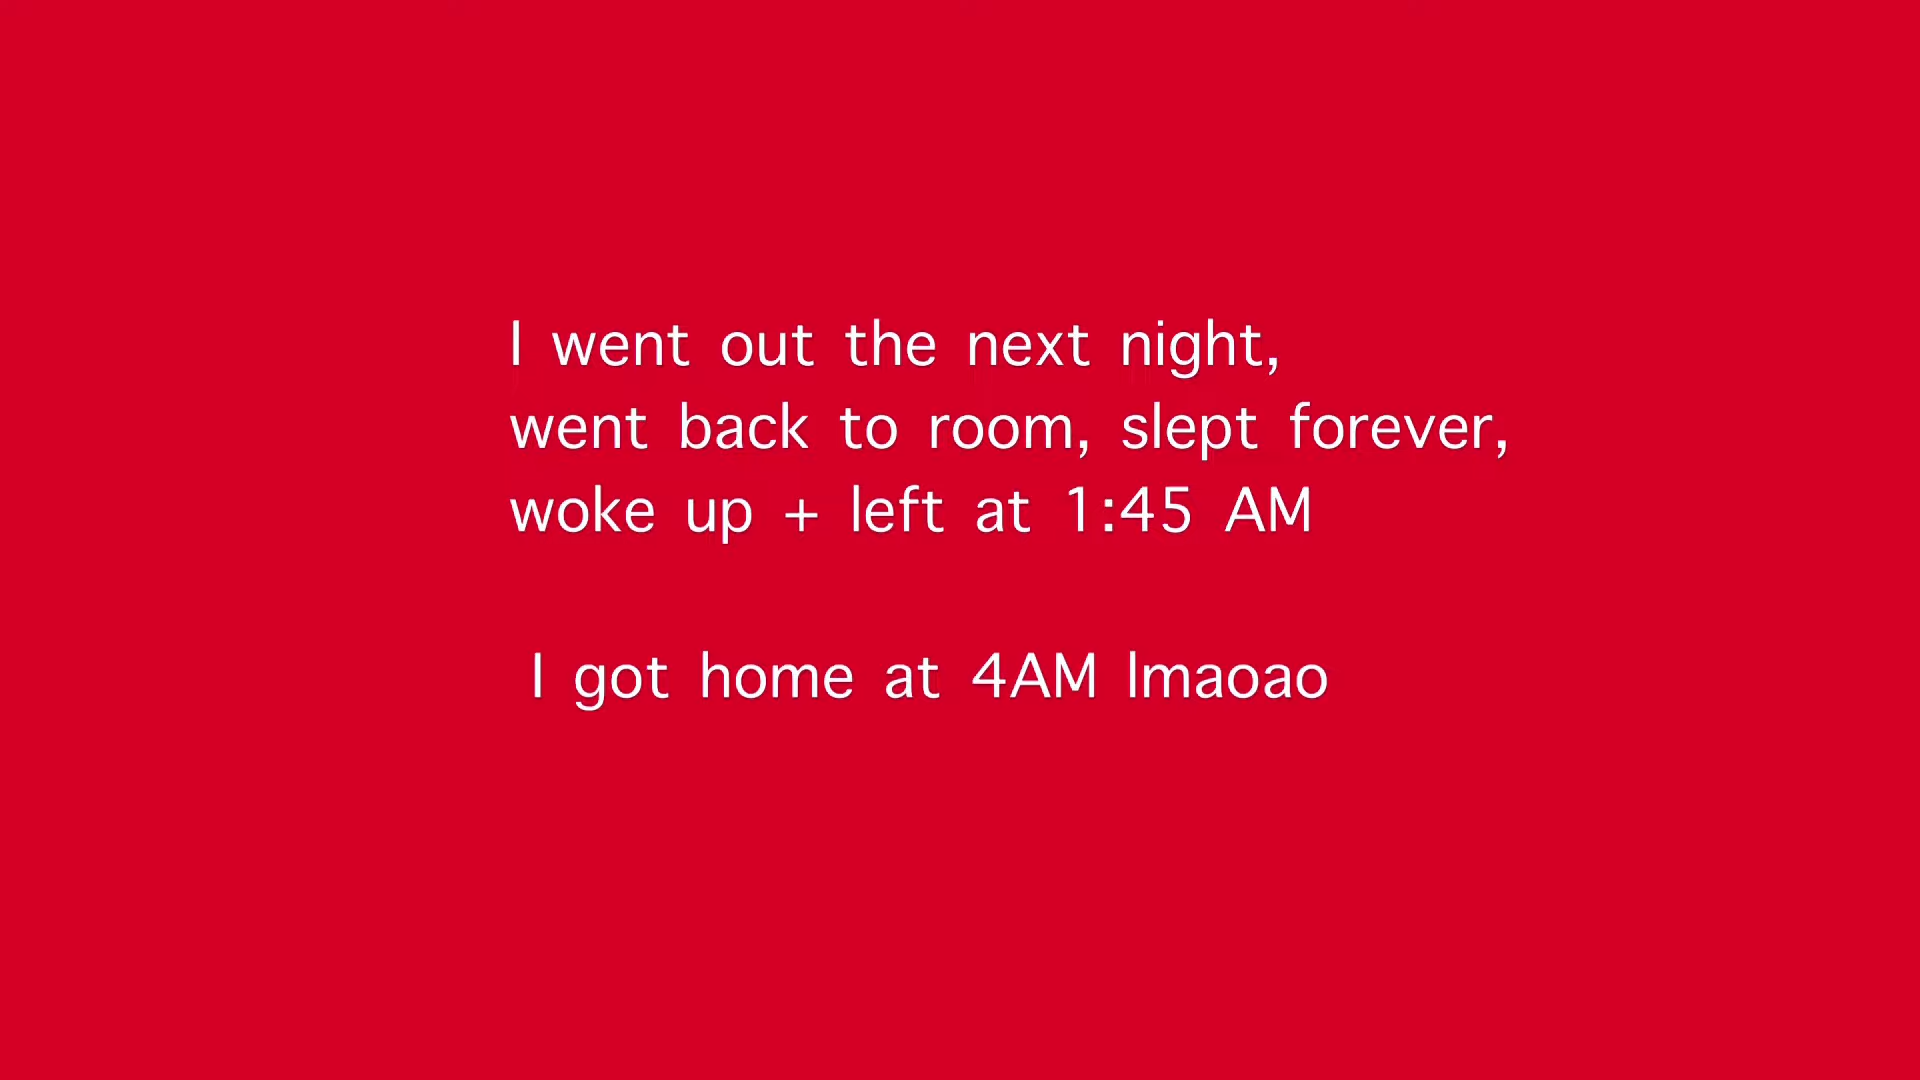 I went out the next night,
went back to room, slept forever,
woke up + left at 1:45 AM
I got home at 4AM lmaoao